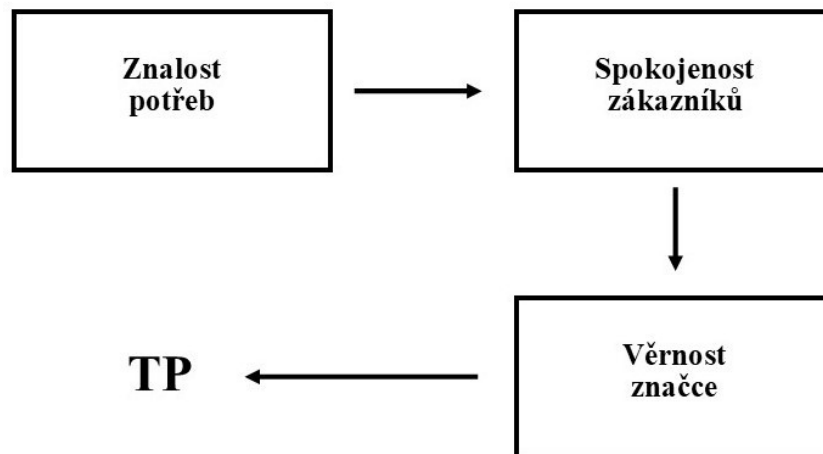 Znalost
potřeb
Spokojenost
zákazníků
Věrnost
značce
TP